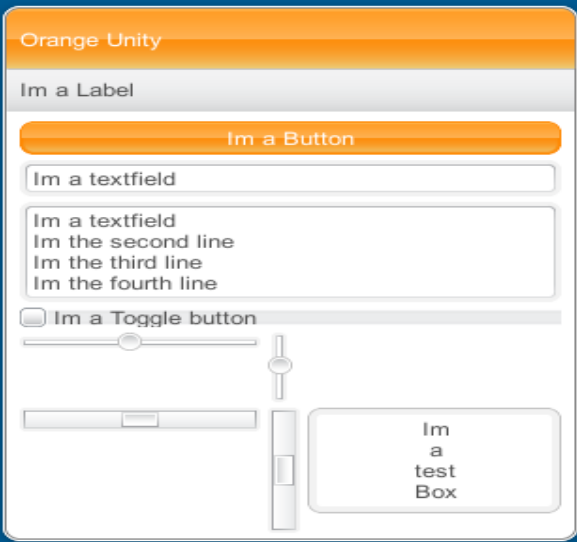 Orange Unity
Im a Label
Im a Button
Im a textfield
Im a textfield
Im the second line
Im the third line
Im the fourth line
Im a Toggle button
Im
a
test
Box